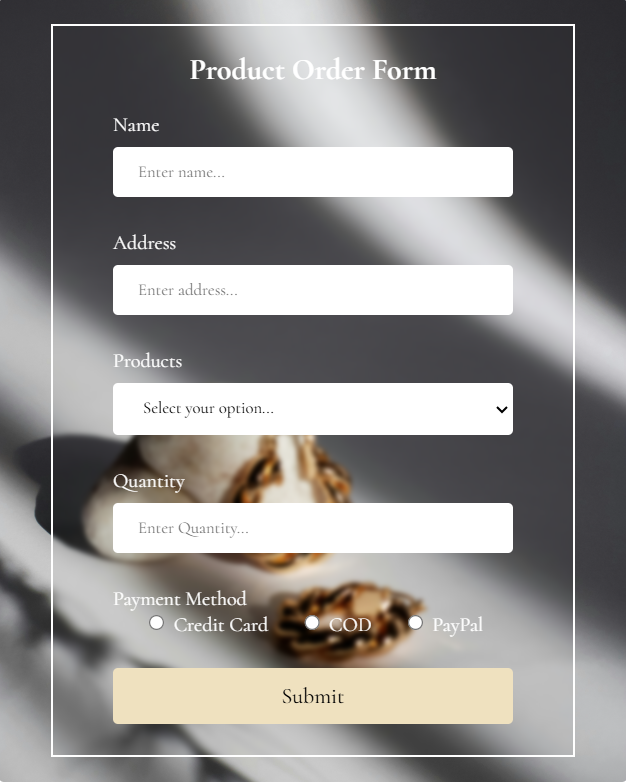 Product Order Form
Name
Enter name...
Address
Enter address...
Products
Select your option...
Quantity
Enter Quantity...
Payment Method
Credit Card COD PayPal
Submit